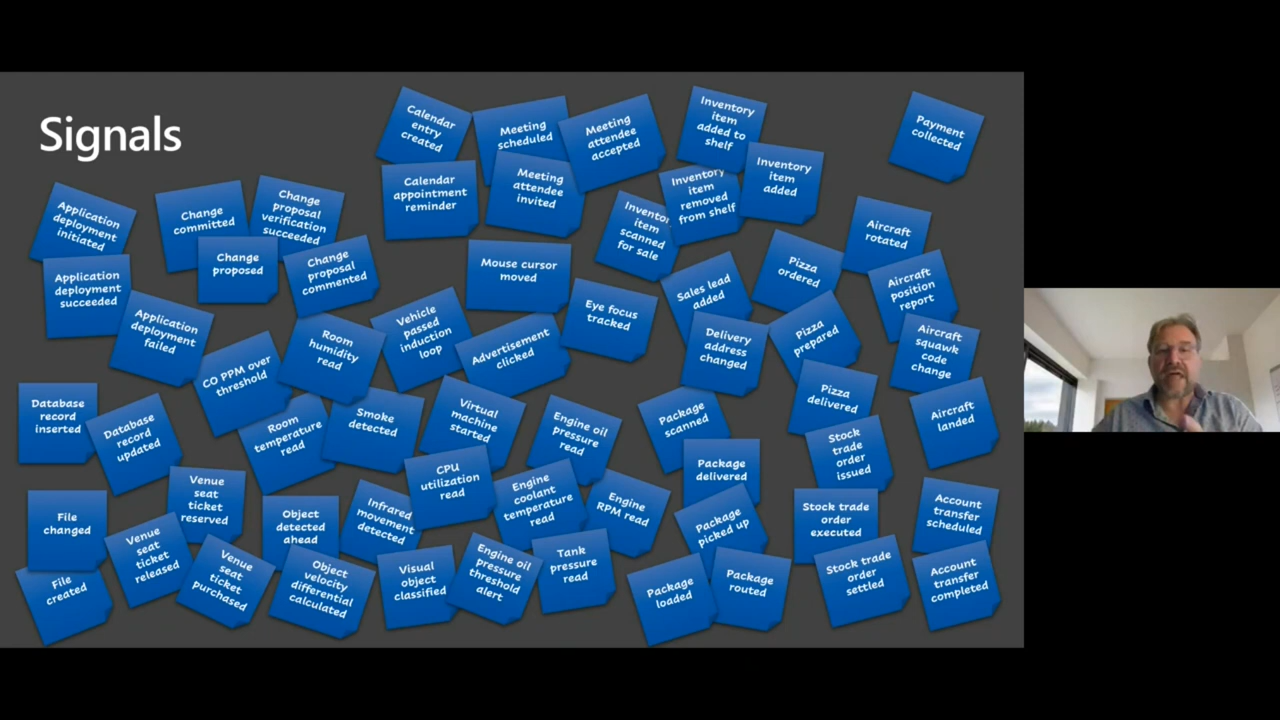 Signals
Calendar
entry
created
Meeting
scheduled
Meeting
attendee
accepted
Inventory
item
added to
shelf
Payment
collected
Calendar
appointment
reminder
Meeting
attendee
invited
Inventory
item
removed
from shelf
Inventory
item
added
Application
deployment
initiated
Change
committed
Change
proposal
verification
succeeded
item
scanned
for sale
Aircraft
rotated
Application
deployment
succeeded
Change
proposed
Change
proposal
commented
Mouse cursor
moved
Sales lead
added
Pizza
ordered
Aircraft
position
report
Application
deployment
failed
CO PPM over
threshold
Room
humidity
read
Vehicle
passed
induction
loop
Advertisement
clicked
Eye focus
tracked
Delivery
address
changed
Pizza
prepared
Aircraft
squawk
code
change
Database
record
inserted
Database
record
updated
Room
temperature
read
Smoke
detected
Virtual
machine
started
Engine oil
pressure
read
Package
scanned
Pizza
delivered
Aircraft
landed
Venue
seat
ticket
reserved
CPU
utilization
read
Package
delivered
Stock
trade
order
issued
File
changed
Venue
seat
ticket
released
Object
detected
ahead
Infrared
movement
detected
Engine
coolant
temperature
read
Engine
RPM read
Package
picked up
Stock trade
order
executed
Account
transfer
scheduled
File
created
Venue
seat
ticket
purchased
Object
velocity
differential
calculated
Visual
object
classified
Engine oil
pressure
threshold
alert
Tank
pressure
read
Package
loaded
Package
routed
Stock trade
order
settled
Account
transfer
completed